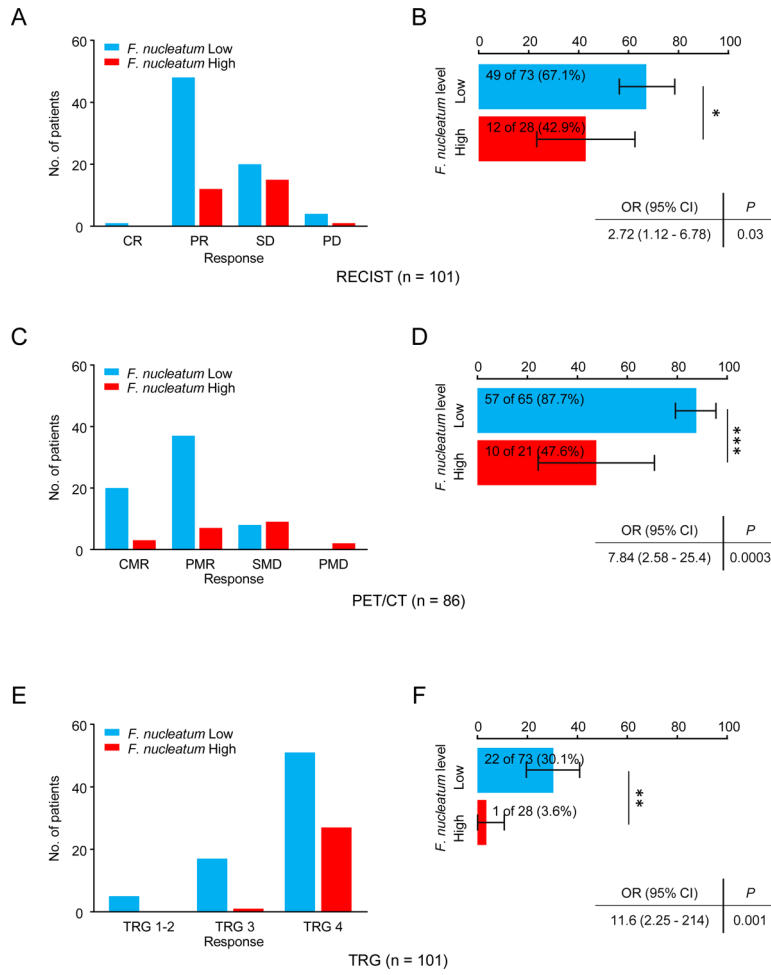 A
F. nucleatum Low
F. nucleatum High
60
40
20
0
No. of patients
CR PR SD PD
Response
B
0 20 40 60 80 100
F. nucleatum level
Low
High
49 of 73 (67.1%)
12 of 28 (42.9%)
*
OR (95% CI) P
2.72 (1.12 - 6.78) 0.03
RECIST (n = 101)
C
F. nucleatum Low
F. nucleatum High
60
40
20
0
No. of patients
CMR PMR SMD PMD
Response
D
0 20 40 60 80 100
F. nucleatum level
Low
High
57 of 65 (87.7%)
10 of 21 (47.6%)
***
OR (95% CI) P
7.84 (2.58 - 25.4) 0.0003
PET/CT (n = 86)
E
F. nucleatum Low
F. nucleatum High
60
40
20
0
No. of patients
TRG 1-2 TRG 3 TRG 4
Response
F
0 20 40 60 80 100
F. nucleatum level
Low
High
22 of 73 (30.1%)
1 of 28 (3.6%)
**
OR (95% CI) P
11.6 (2.25 - 214) 0.001
TRG (n = 101)